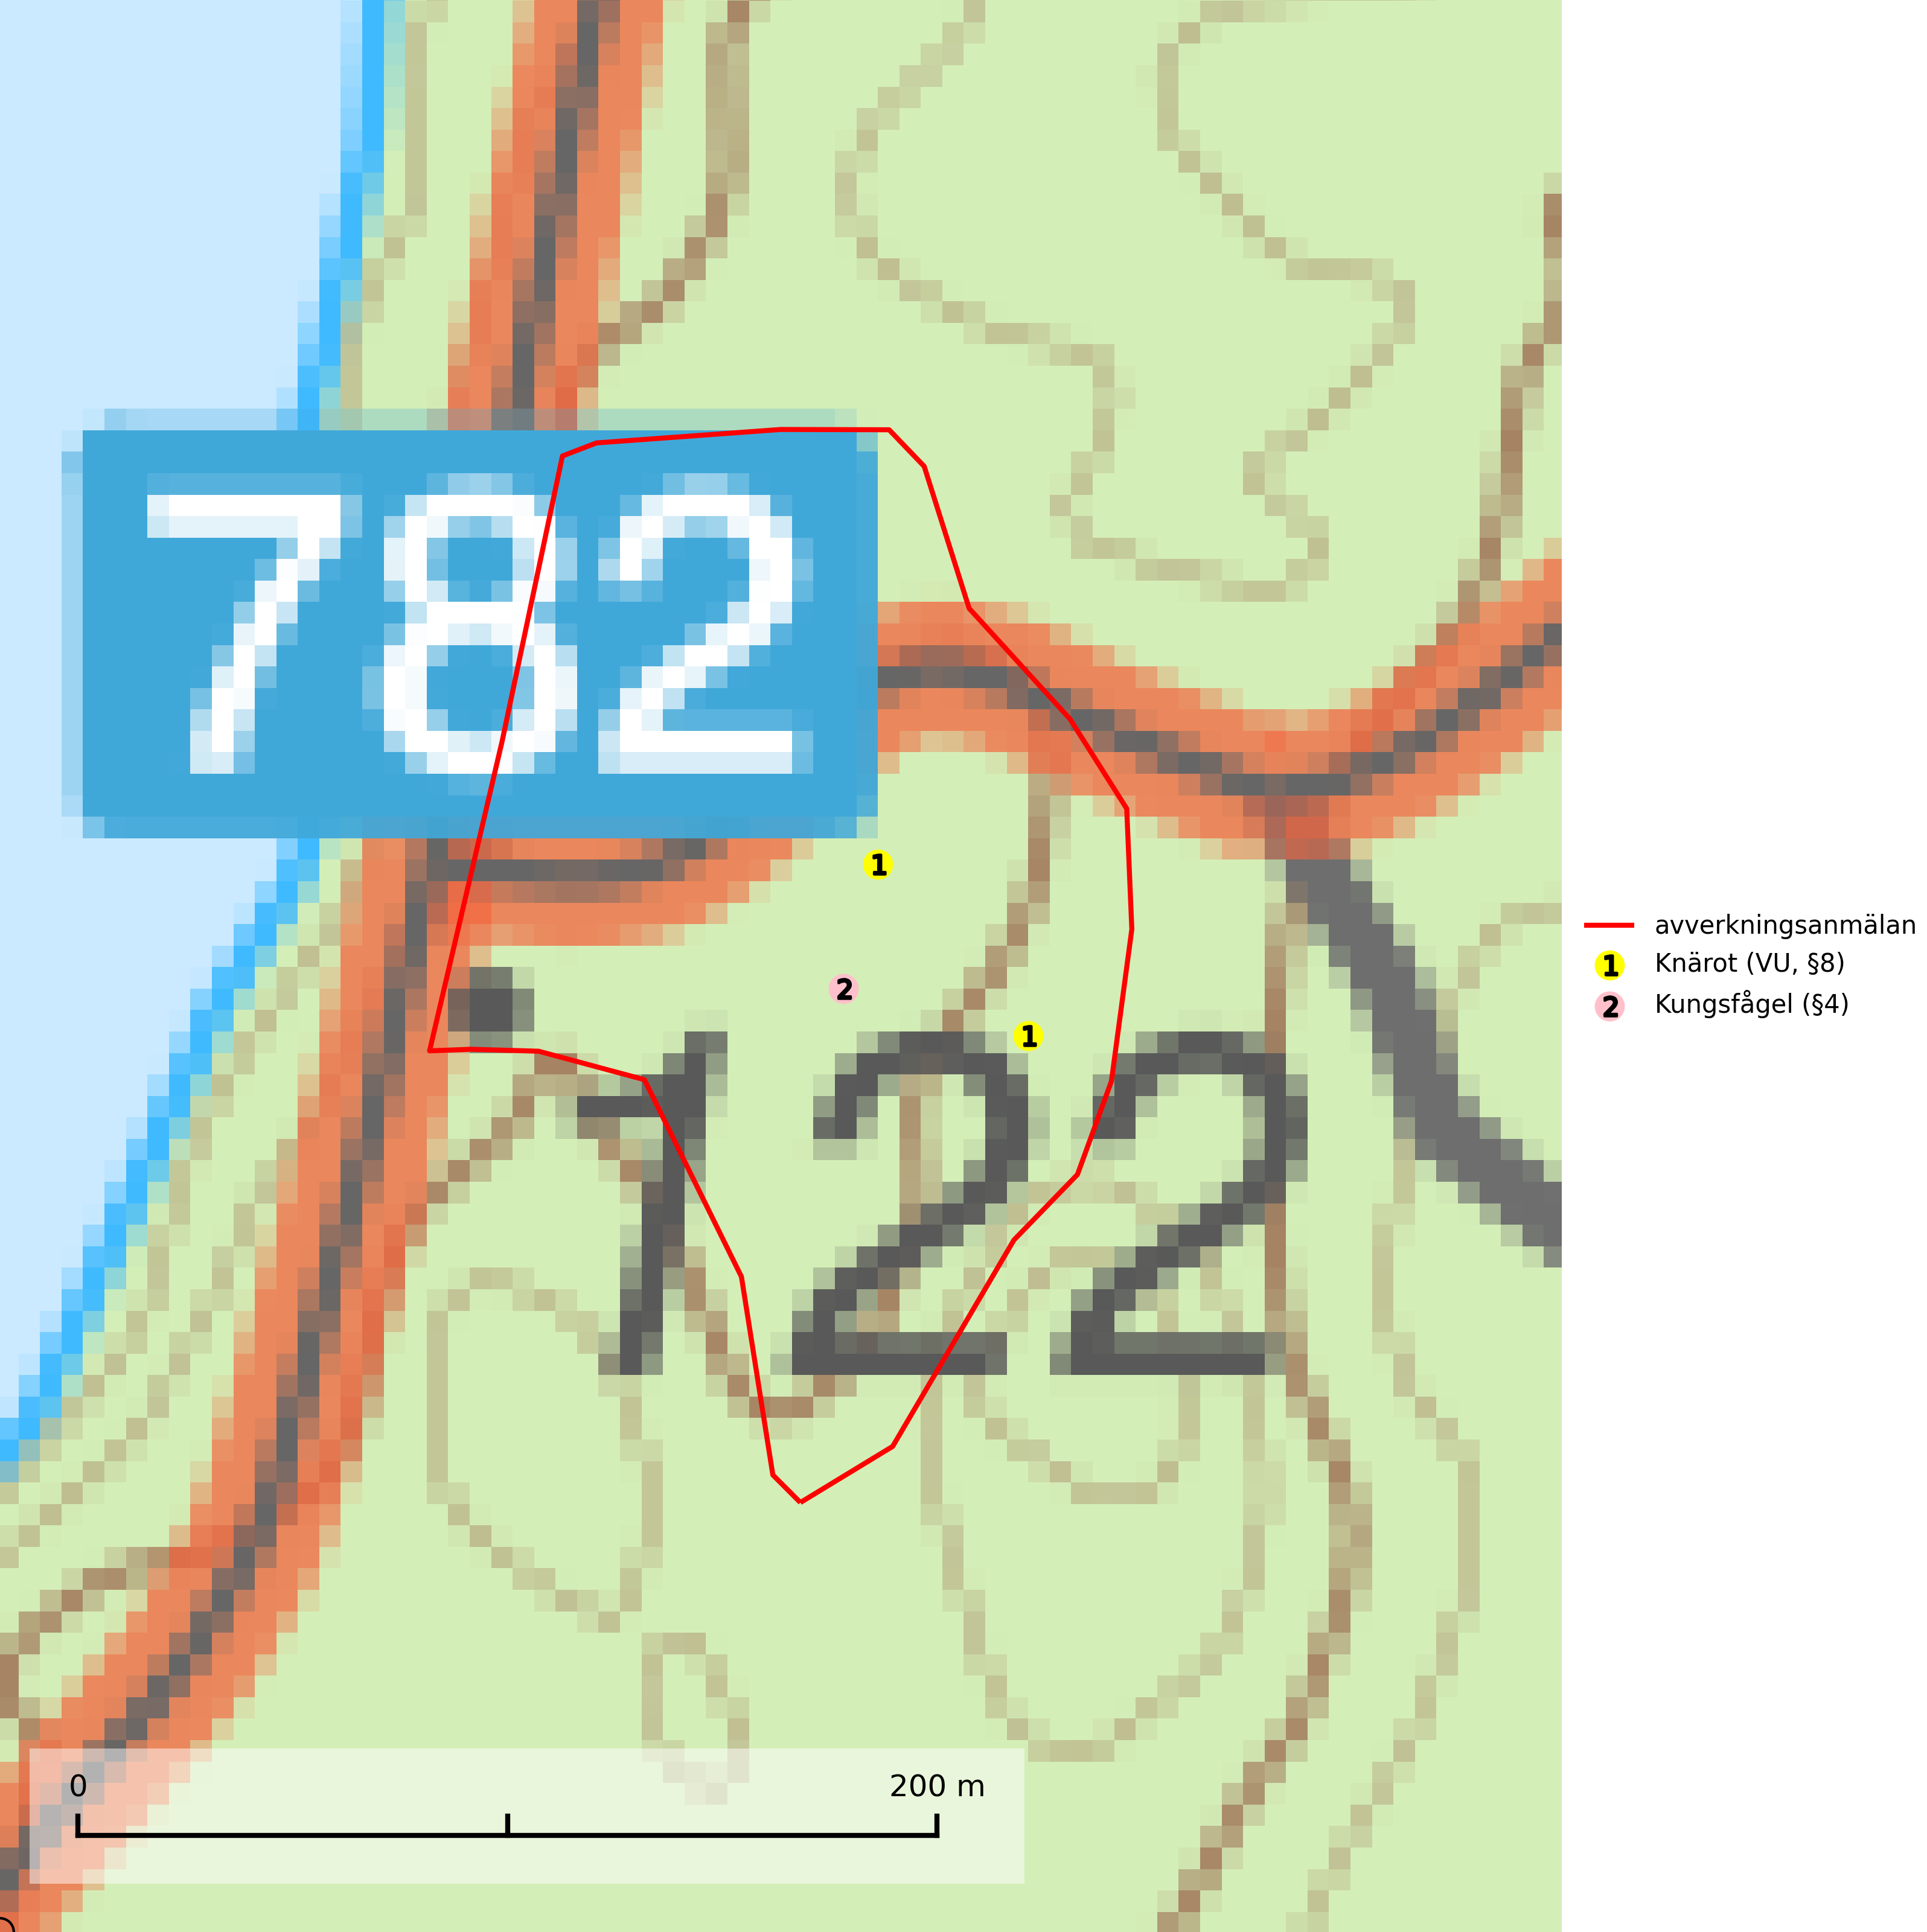 782
1
avverkningsanmälan
1 Knärot (VU, §8)
2 Kungsfågel (§4)
2
1
122
0 200 m